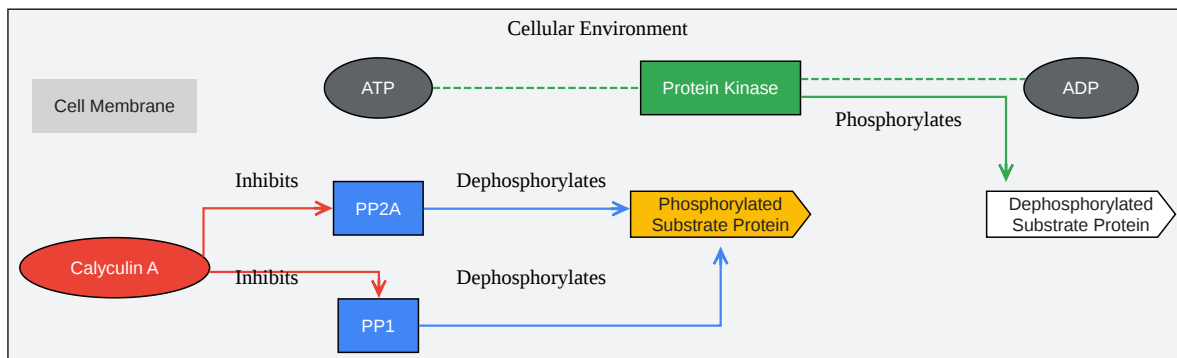 Cellular Environment
ATP
Protein Kinase
ADP
Cell Membrane
Phosphorylates
Inhibits
Dephosphorylates
PP2A
Phosphorylated
Substrate Protein
Dephosphorylated
Substrate Protein
Calyculin A
Inhibits
Dephosphorylates
PP1